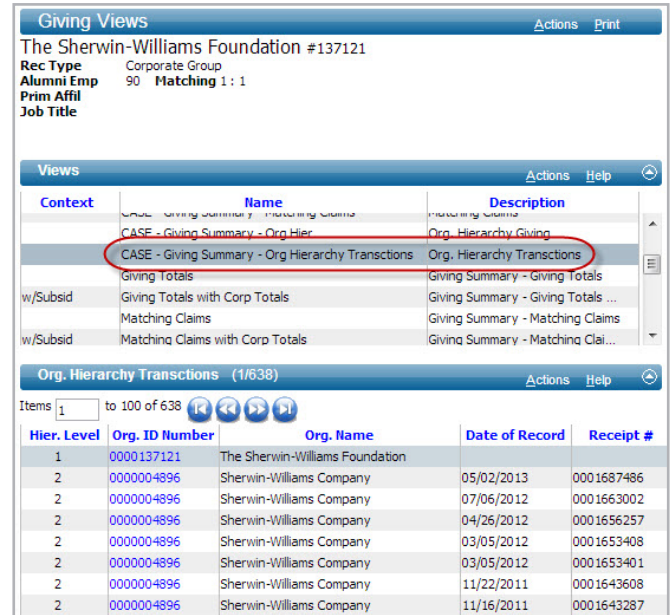 Giving Views Actions Print
The Sherwin-Williams Foundation #137121
Rec Type Corporate Group
Alumni Emp 90 Matching 1 : 1
Prim Affil
Job Title
Views Actions Help
Context Name Description
CASE - Giving Summary - Matching Claims Matching Claims
CASE - Giving Summary - Org Hier Org. Hierarchy Giving
CASE - Giving Summary - Org Hierarchy Transctions Org. Hierarchy Transctions
Giving Totals Giving Summary - Giving Totals
w/Subsid Giving Totals with Corp Totals Giving Summary - Giving Totals ...
Matching Claims Giving Summary - Matching Claims
w/Subsid Matching Claims with Corp Totals Giving Summary - Matching Clai...
Org. Hierarchy Transctions (1/638) Actions Help
Items 1 to 100 of 638
Hier. Level Org. ID Number Org. Name Date of Record Receipt #
1 0000137121 The Sherwin-Williams Foundation
2 0000004896 Sherwin-Williams Company 05/02/2013 0001687486
2 0000004896 Sherwin-Williams Company 07/06/2012 0001663002
2 0000004896 Sherwin-Williams Company 04/26/2012 0001656257
2 0000004896 Sherwin-Williams Company 03/05/2012 0001653408
2 0000004896 Sherwin-Williams Company 03/05/2012 0001653401
2 0000004896 Sherwin-Williams Company 11/22/2011 0001643608
2 0000004896 Sherwin-Williams Company 11/16/2011 0001643287